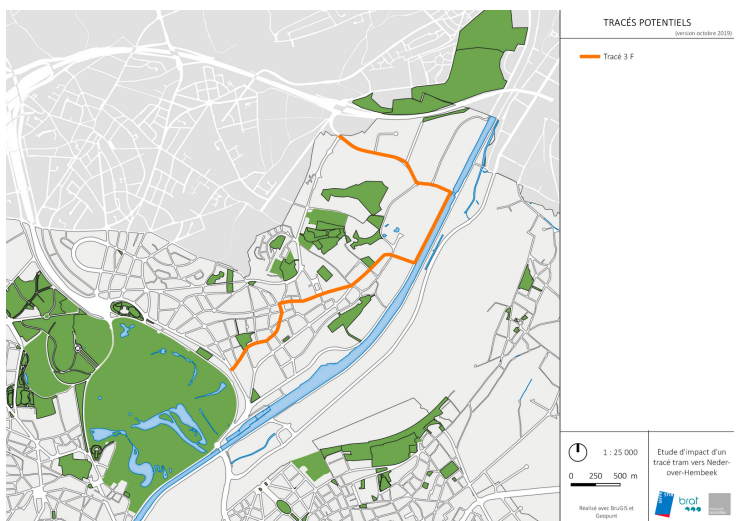 TRACÉS POTENTIELS
(version octobre 2019)
Tracé 3 F
1 : 25 000
0 250 500 m
Réalisé avec BruGIS et
Géopunt
Etude d'impact d'un
tracé tram vers Neder-
over-Hembeek
brat